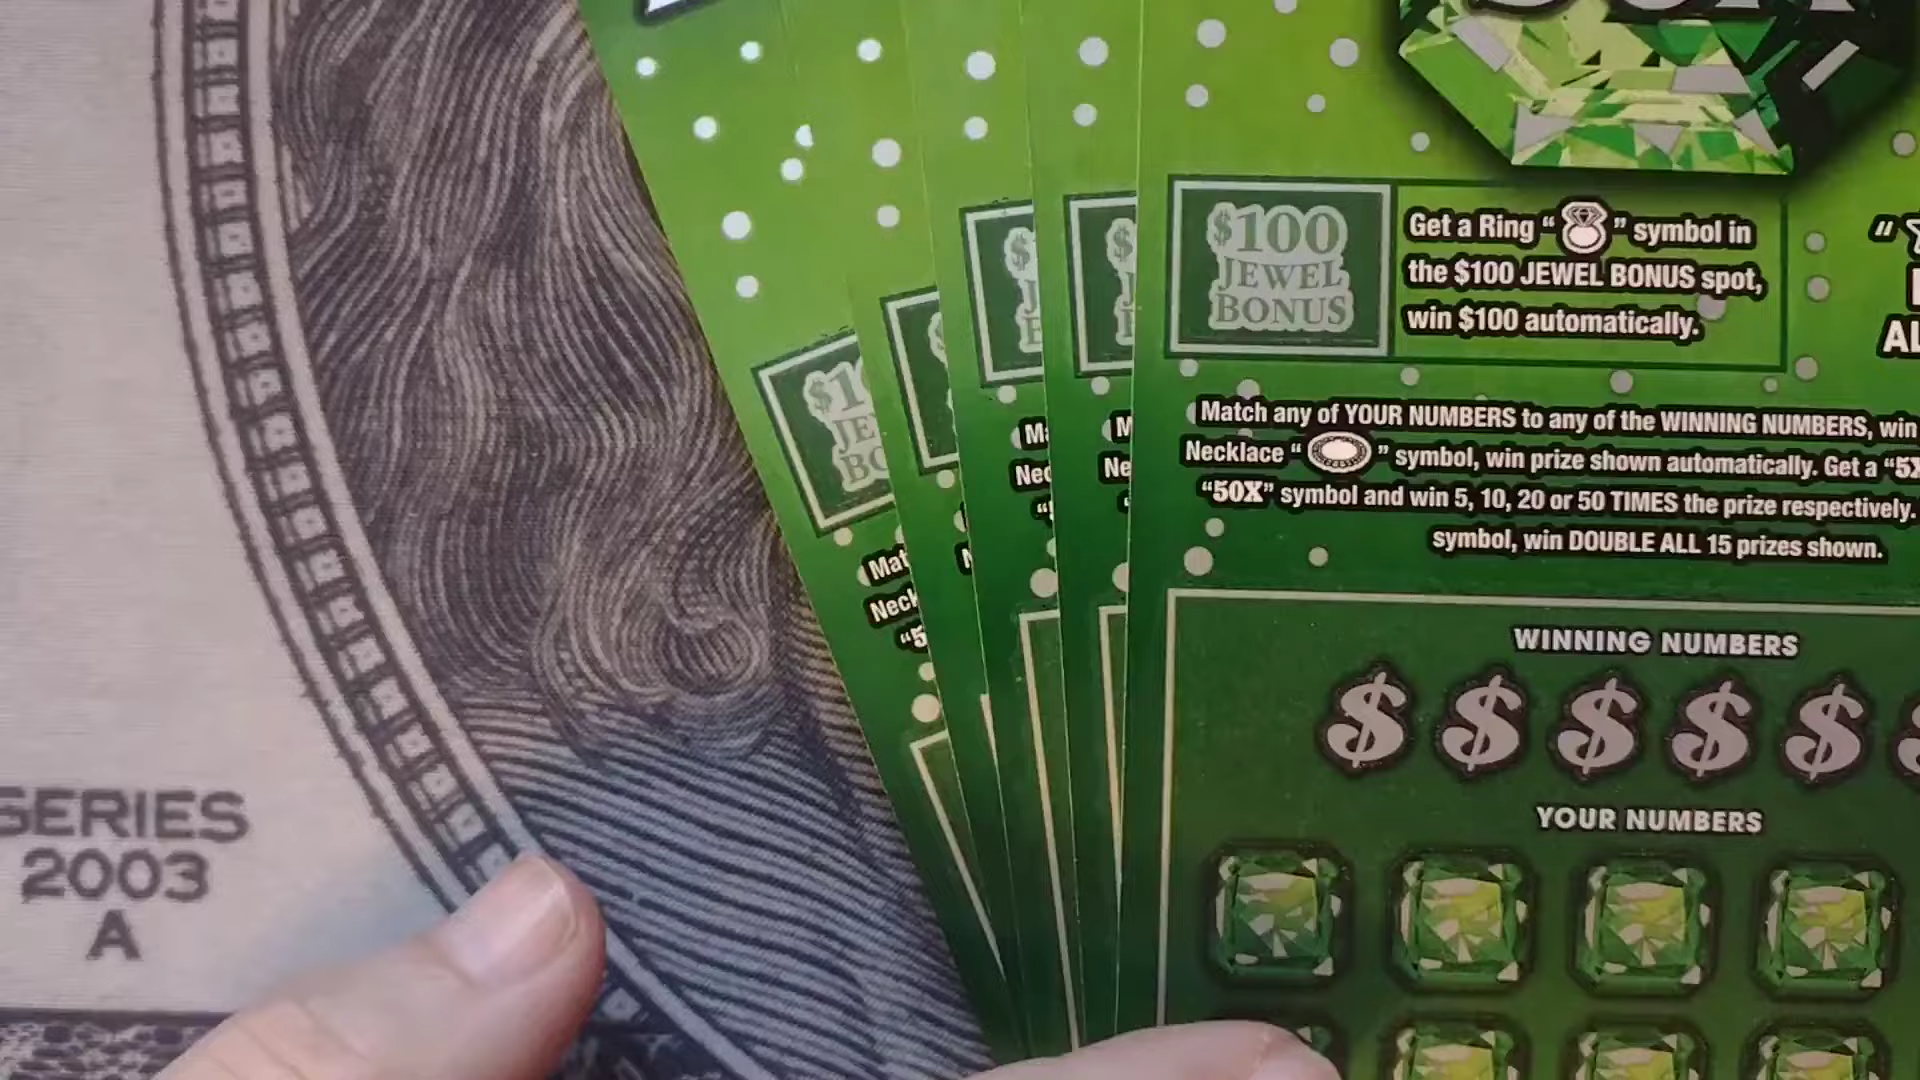 $100
JEWEL
BONUS
Get a Ring “ ” symbol in
the $100 JEWEL BONUS spot,
win $100 automatically.
Match any of YOUR NUMBERS to any of the WINNING NUMBERS, win
Necklace “ ” symbol, win prize shown automatically. Get a “5X
“50X” symbol and win 5, 10, 20 or 50 TIMES the prize respectively.
symbol, win DOUBLE ALL 15 prizes shown.
WINNING NUMBERS
$ $ $ $ $
YOUR NUMBERS
SERIES
2003
A